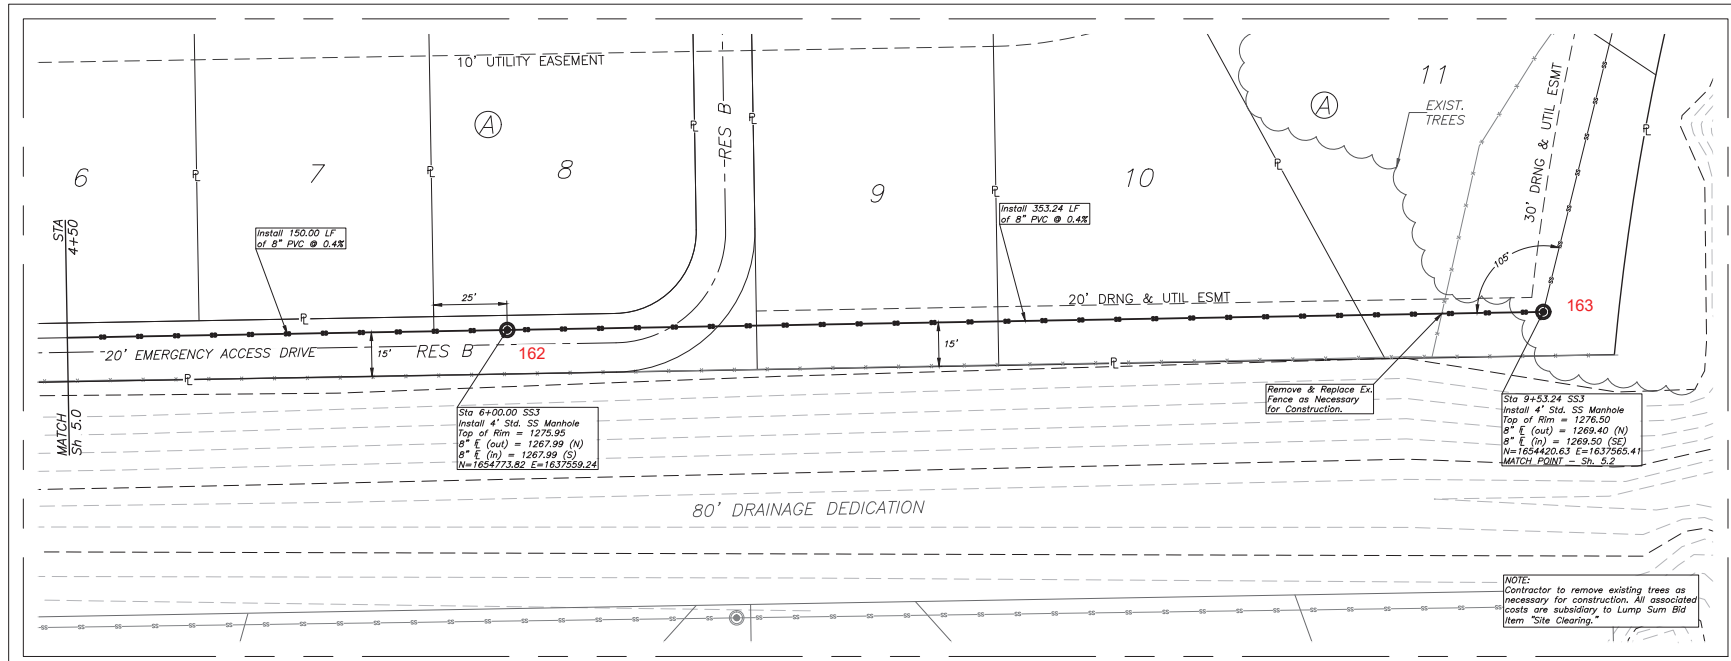 10' UTILITY EASEMENT
6
7
A
8
RES B
9
10
A
11
EXIST.
TREES
30' DRNG & UTIL ESMT
STA
4+50
MATCH
Sh 5.0
Install 150.00 LF
of 8" PVC @ 0.4%
Install 353.24 LF
of 8" PVC @ 0.4%
25'
105'
20' DRNG & UTIL ESMT
163
20' EMERGENCY ACCESS DRIVE
15'
RES B
162
15'
Sta 6+00.00 SS3
Install 4' Std. SS Manhole
Top of Rim = 1275.95
8" FL (out) = 1267.99 (N)
8" FL (in) = 1267.99 (S)
N=1654773.82 E=1637559.24
Remove & Replace Ex.
Fence as Necessary
for Construction.
Sta 9+53.24 SS3
Install 4' Std. SS Manhole
Top of Rim = 1276.50
8" FL (out) = 1269.40 (N)
8" FL (in) = 1269.50 (SE)
N=1654420.63 E=1637565.41
MATCH POINT - Sh. 5.2
80' DRAINAGE DEDICATION
NOTE:
Contractor to remove existing trees as
necessary for construction. All associated
costs are subsidiary to Lump Sum Bid
Item "Site Clearing."